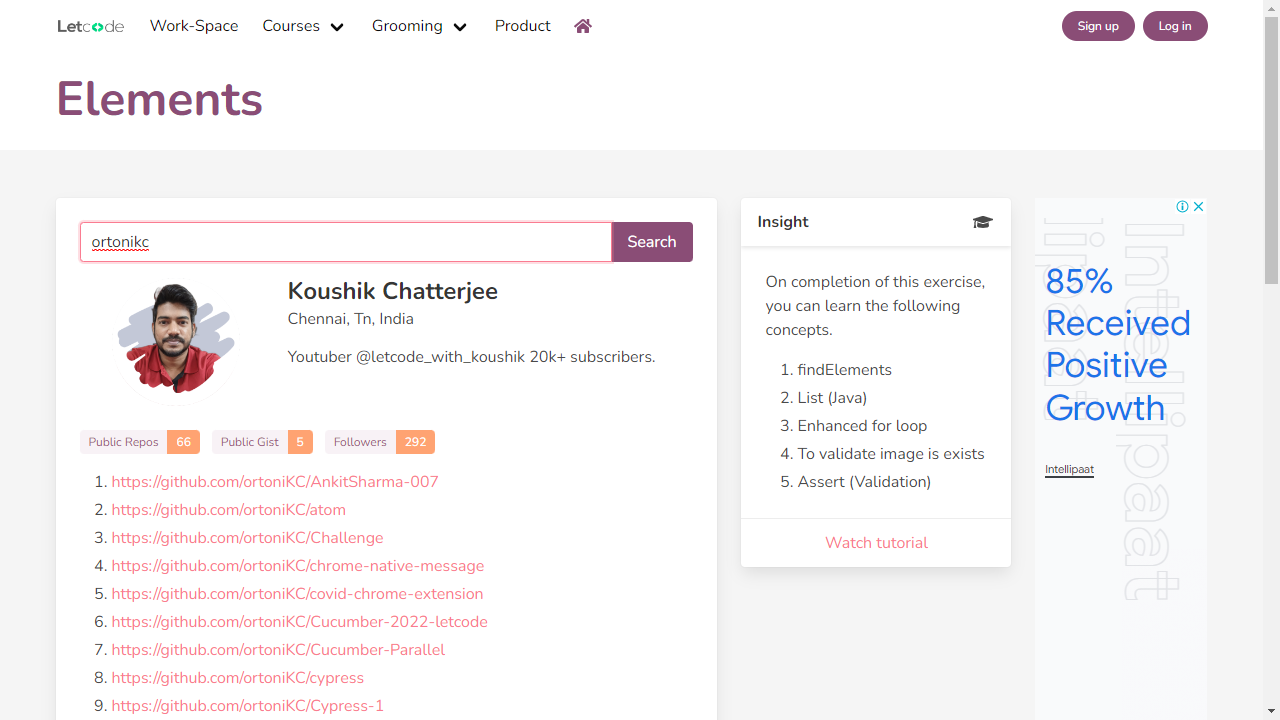 Letcode Work-Space Courses Grooming Product Sign up Log in
Elements
ortonikc Search
Koushik Chatterjee
Chennai, Tn, India
Youtuber @letcode_with_koushik 20k+ subscribers.
Public Repos 66 Public Gist 5 Followers 292
1. https://github.com/ortoniKC/AnkitSharma-007
2. https://github.com/ortoniKC/atom
3. https://github.com/ortoniKC/Challenge
4. https://github.com/ortoniKC/chrome-native-message
5. https://github.com/ortoniKC/covid-chrome-extension
6. https://github.com/ortoniKC/Cucumber-2022-letcode
7. https://github.com/ortoniKC/Cucumber-Parallel
8. https://github.com/ortoniKC/cypress
9. https://github.com/ortoniKC/Cypress-1
Insight
On completion of this exercise,
you can learn the following
concepts.
1. findElements
2. List (Java)
3. Enhanced for loop
4. To validate image is exists
5. Assert (Validation)
Watch tutorial
85%
Received
Positive
Growth
Intellipaat
Intellipaat